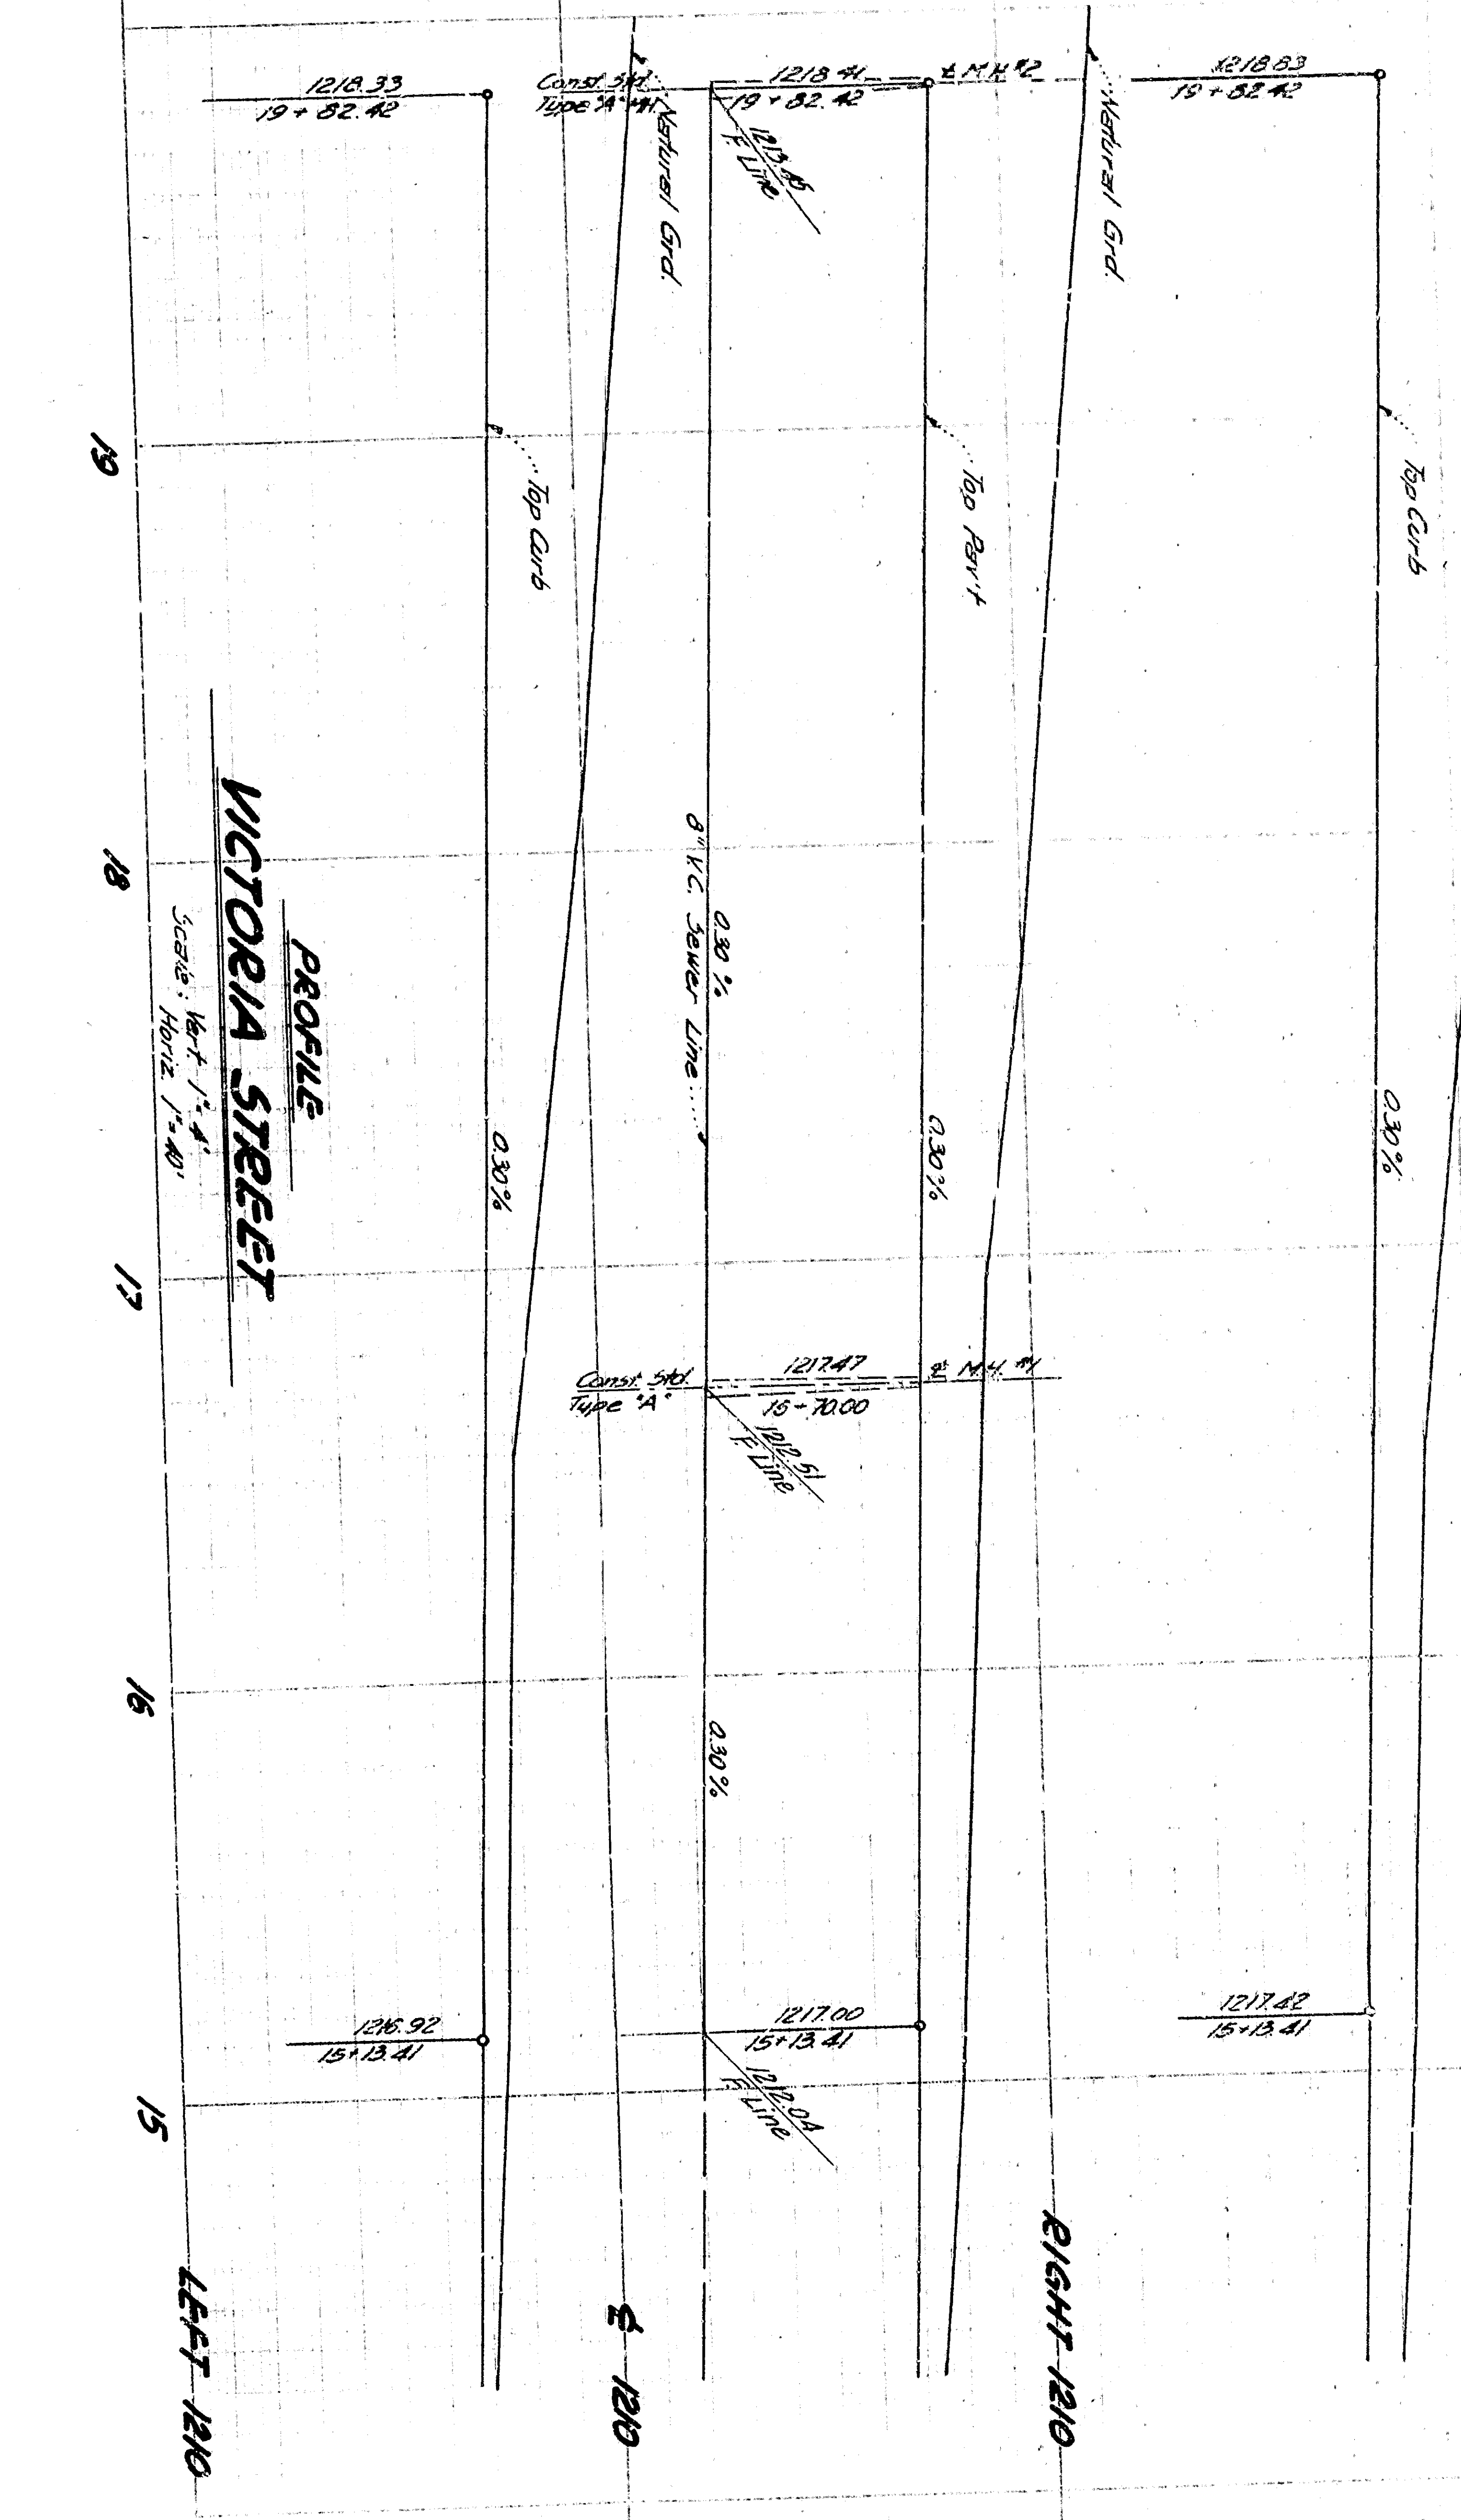 1218.33
19 + 82.42
Const. Std.
Type "A" MH.
1218.41
19 + 82.42
℄ M.H. #2
1218.83
19 + 82.42
1213.85
F. Line
Natural Grd.
Natural Grd.
19
Top Curb
Top Pav't
Top Curb
18
PROFILE
VICTORIA STREET
Scale: Vert. 1" = 4'
Horiz. 1" = 40'
8" V.C. Sewer Line
0.30%
0.30%
0.30%
0.30%
17
Const. Std.
Type "A"
1217.47
℄ M.H. #1
1212.51
F. Line
16
0.30%
1216.92
15+13.41
1217.00
15+13.41
1217.42
15+13.41
1212.04
F. Line
15
LEFT 1210
℄ 1210
RIGHT 1210